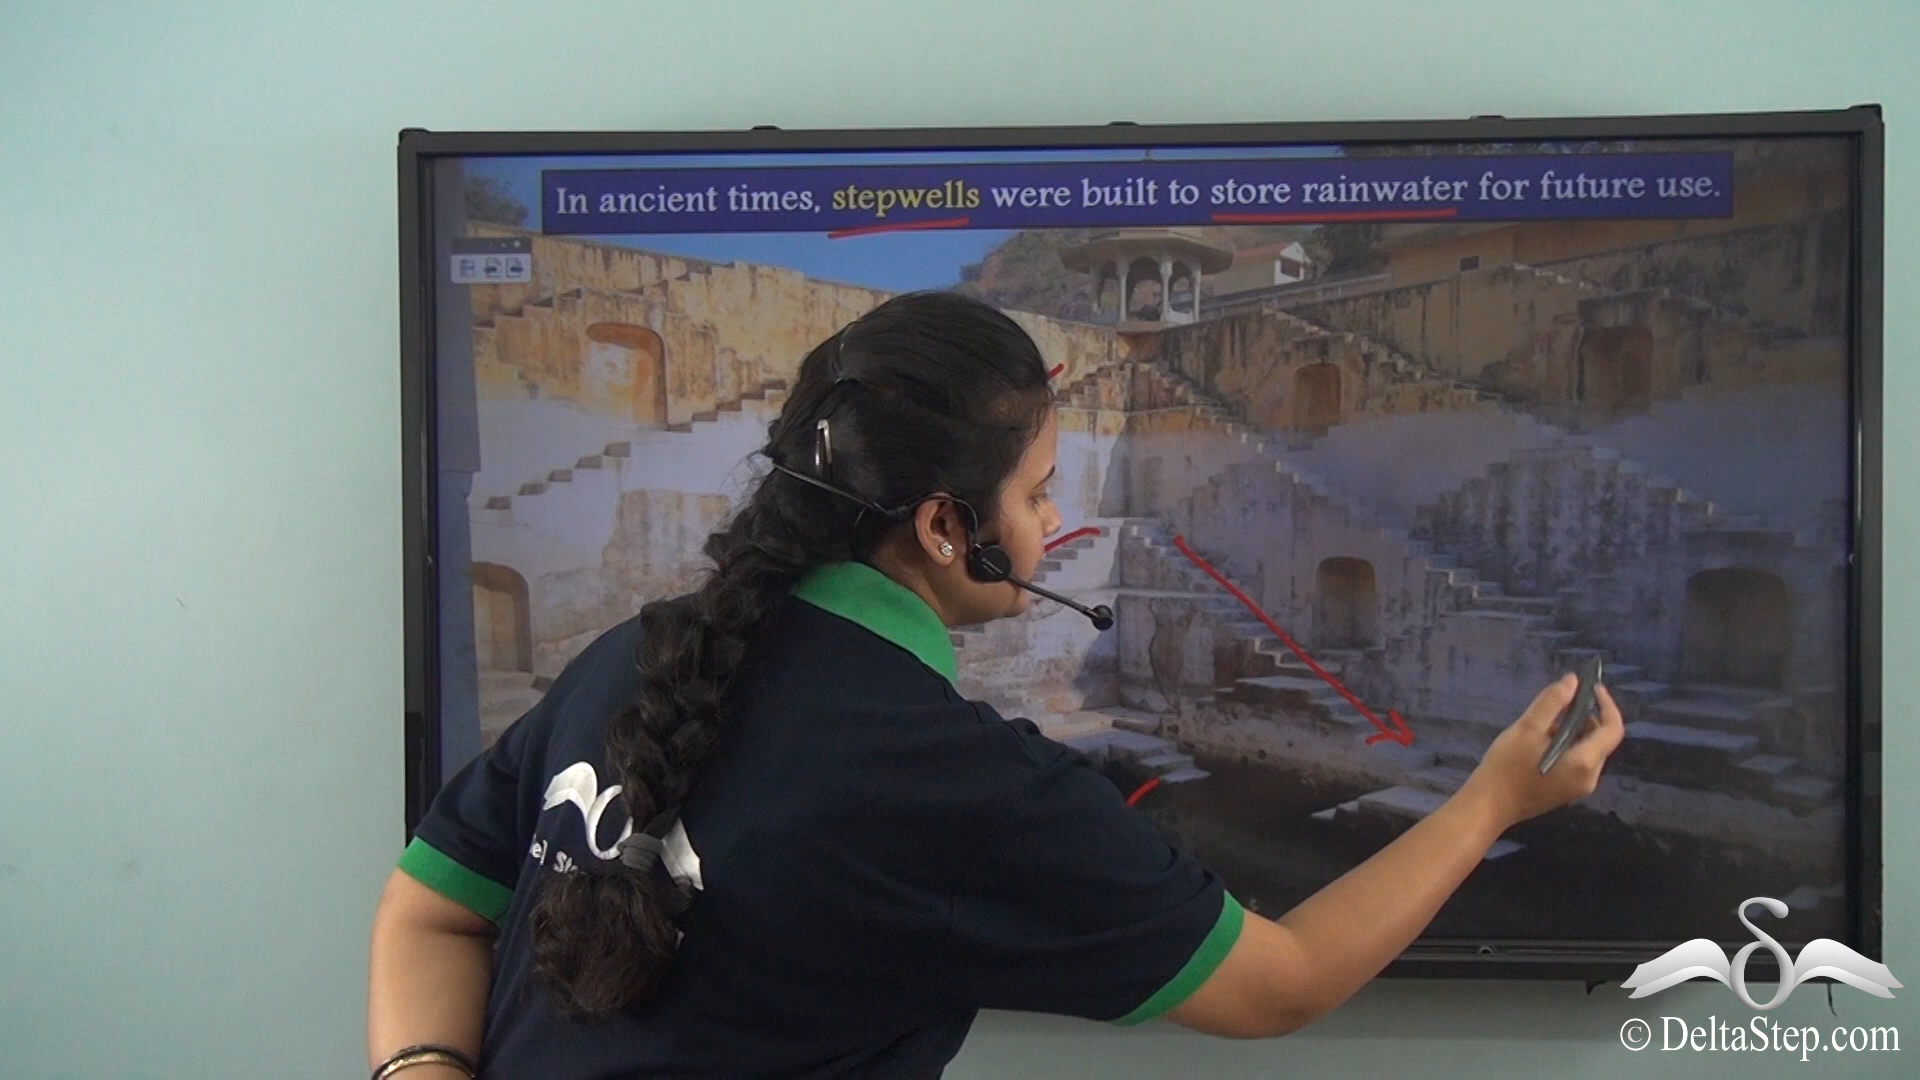 In ancient times, stepwells were built to store rainwater for future use.
© DeltaStep.com